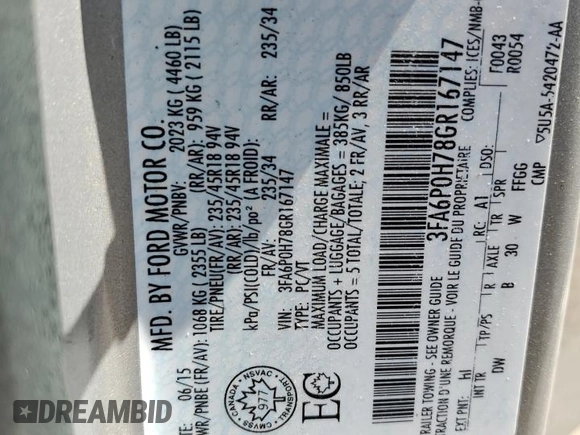 MFD. BY FORD MOTOR CO.
DATE: 06/15 GVWR/PNBV: 2023 KG ( 4460 LB)
GAWR/PNBE (FR/AV): 1068 KG ( 2355 LB) (RR/AR): 959 KG ( 2115 LB)
TIRE/PNEU(FR/AV): 235/45R18 94V
(RR/AR): 235/45R18 94V
kPa/PSI(COLD)/lb/po² (A FROID):
FR/AV: 235/34 RR/AR: 235/34
VIN: 3FA6P0H78GR167147
TYPE: PC/VT
MAXIMUM LOAD/CHARGE MAXIMALE =
OCCUPANTS + LUGGAGE/BAGAGES = 385KG/ 850LB
OCCUPANTS = 5 TOTAL/TOTALE: 2 FR/AV, 3 RR/AR
3FA6P0H78GR167147
TRAILER TOWING - SEE OWNER GUIDE COMPLIES: ICES/NMB-
TRACTION D'UNE REMORQUE - VOIR LE GUIDE DU PROPRIETAIRE
EXT PNT: HI RC: A1 DSO: F0043
R0054
INT TR TP/PS R AXLE TR SPR
DW B 30 W FFGG
CMP ▽5U5A-5420472-AA
CANADA NSVAC TRANSPORT CMVSS
977
EC
DREAMBID